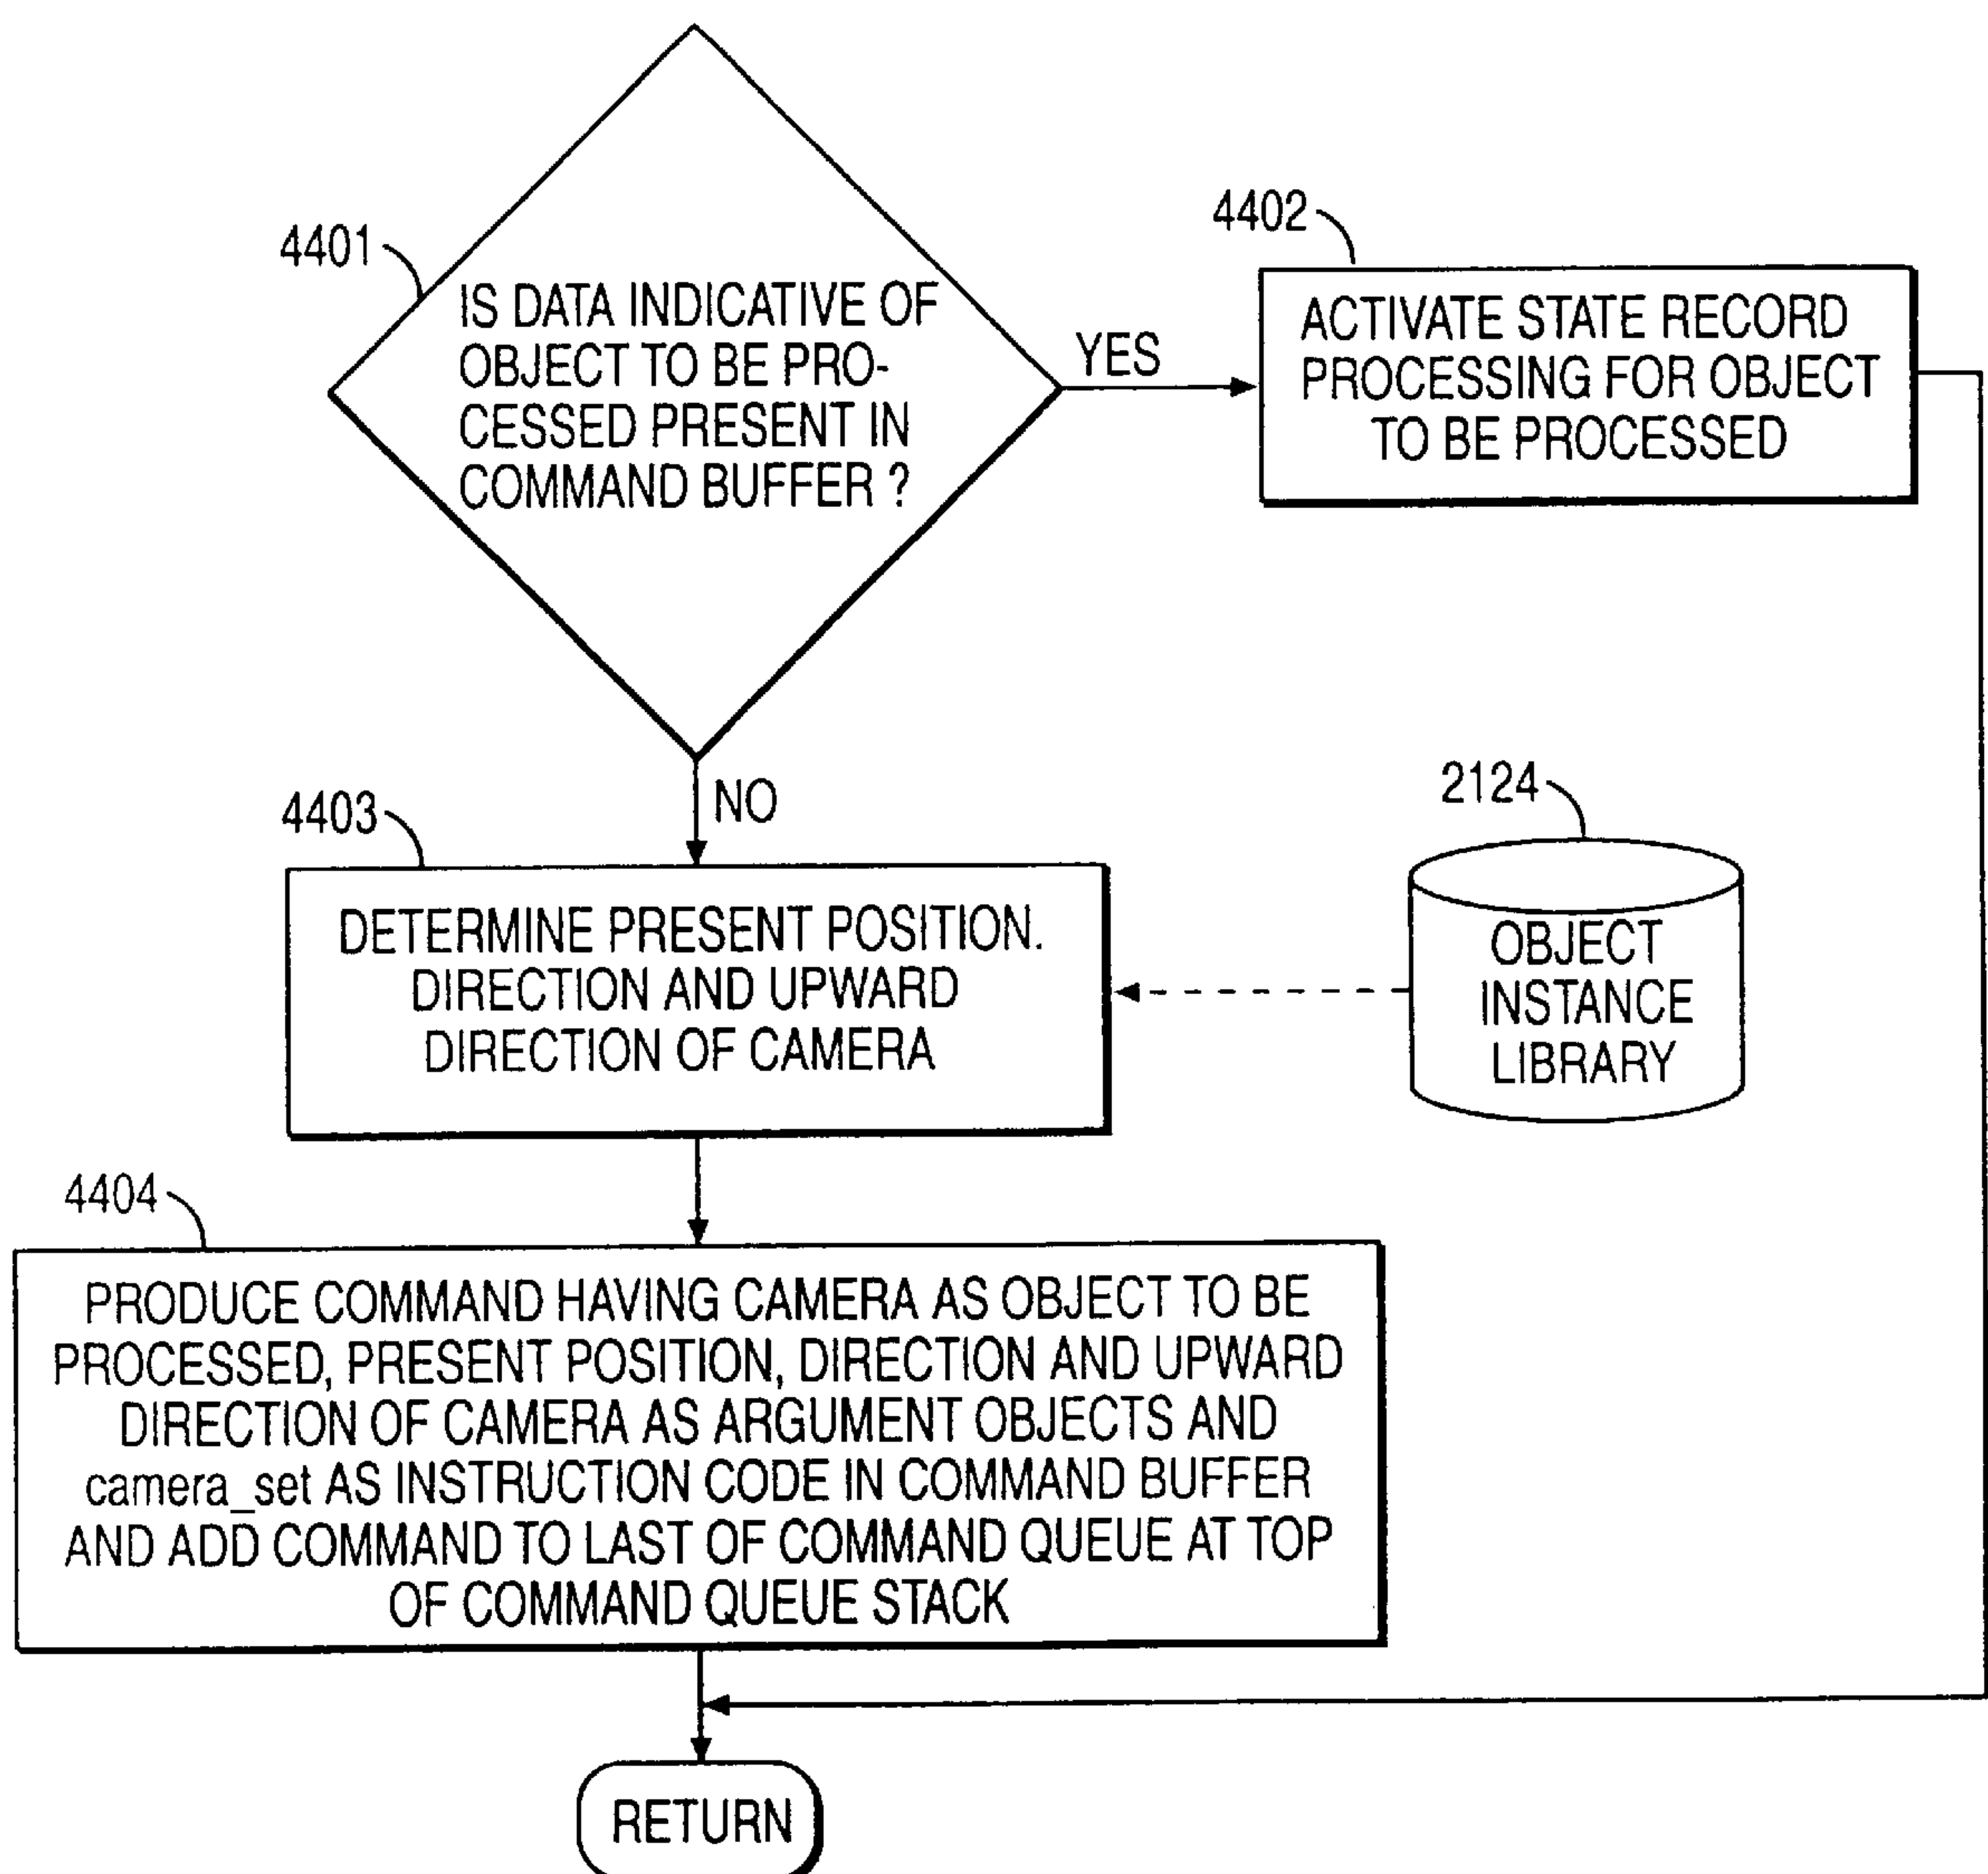 4401
IS DATA INDICATIVE OF
OBJECT TO BE PRO-
CESSED PRESENT IN
COMMAND BUFFER ?
YES
4402
ACTIVATE STATE RECORD
PROCESSING FOR OBJECT
TO BE PROCESSED
NO
4403
DETERMINE PRESENT POSITION.
DIRECTION AND UPWARD
DIRECTION OF CAMERA
2124
OBJECT
INSTANCE
LIBRARY
4404
PRODUCE COMMAND HAVING CAMERA AS OBJECT TO BE
PROCESSED, PRESENT POSITION, DIRECTION AND UPWARD
DIRECTION OF CAMERA AS ARGUMENT OBJECTS AND
camera_set AS INSTRUCTION CODE IN COMMAND BUFFER
AND ADD COMMAND TO LAST OF COMMAND QUEUE AT TOP
OF COMMAND QUEUE STACK
RETURN